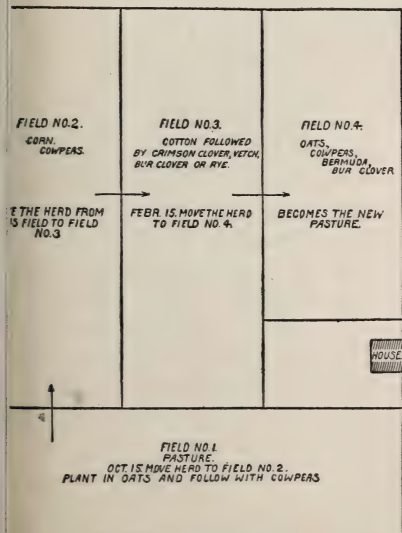 FIELD NO.2.
CORN.
COWPEAS.
THE HERD FROM
FIELD TO FIELD
NO.3
FIELD NO.3.
COTTON FOLLOWED
BY CRIMSON CLOVER, VETCH,
BUR CLOVER OR RYE.
FEBR. 15. MOVE THE HERD
TO FIELD NO. 4.
FIELD NO.4.
OATS,
COWPEAS,
BERMUDA,
BUR CLOVER
BECOMES THE NEW
PASTURE.
HOUSE
FIELD NO.1.
PASTURE.
OCT. 15. MOVE HERD TO FIELD NO. 2.
PLANT IN OATS AND FOLLOW WITH COWPEAS